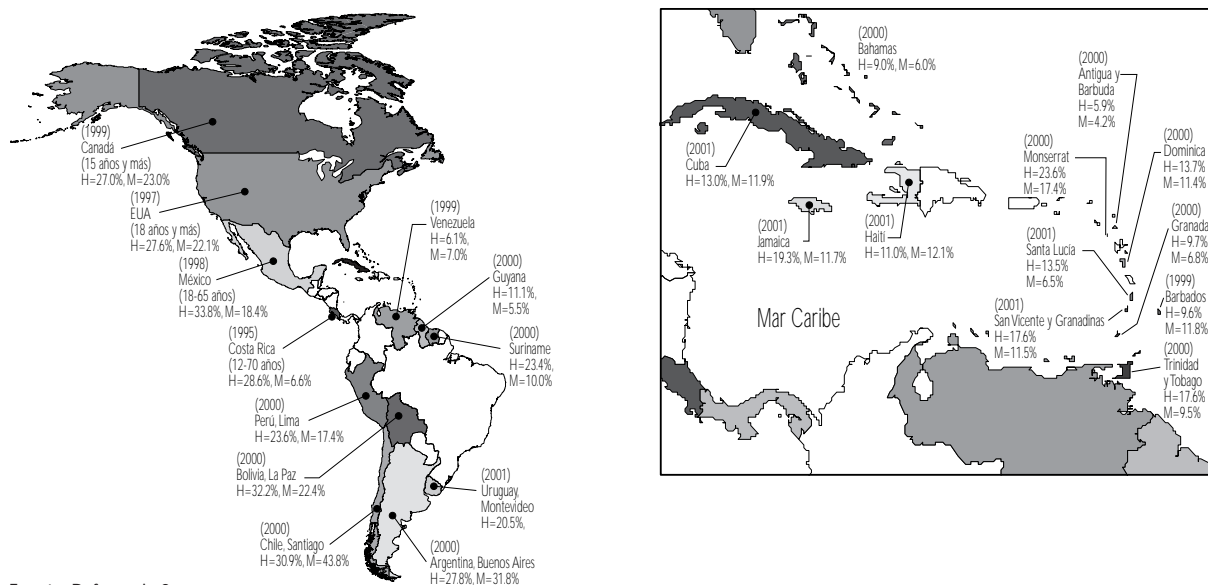 (1999)
Canadá
(15 años y más)
H=27.0%, M=23.0%
(1997)
EUA
(18 años y más)
H=27.6%, M=22.1%
(1998)
México
(18-65 años)
H=33.8%, M=18.4%
(1995)
Costa Rica
(12-70 años)
H=28.6%, M=6.6%
(2000)
Perú, Lima
H=23.6%, M=17.4%
(2000)
Bolivia, La Paz
H=32.2%, M=22.4%
(2000)
Chile, Santiago
H=30.9%, M=43.8%
(1999)
Venezuela
H=6.1%,
M=7.0%
(2000)
Guyana
H=11.1%,
M=5.5%
(2000)
Suriname
H=23.4%,
M=10.0%
(2001)
Uruguay,
Montevideo
H=20.5%,
(2000)
Argentina, Buenos Aires
H=27.8%, M=31.8%
(2000)
Bahamas
H=9.0%, M=6.0%
(2001)
Cuba
H=13.0%, M=11.9%
(2001)
Jamaica
H=19.3%, M=11.7%
(2001)
Haití
H=11.0%, M=12.1%
(2000)
Antigua y
Barbuda
H=5.9%
M=4.2%
(2000)
Monserrat
H=23.6%
M=17.4%
(2000)
Dominica
H=13.7%
M=11.4%
(2000)
Granada
H=9.7%
M=6.8%
(2001)
Santa Lucía
H=13.5%
M=6.5%
(1999)
Barbados
H=9.6%
M=11.8%
(2001)
San Vicente y Granadinas
H=17.6%
M=11.5%
(2000)
Trinidad
y Tobago
H=17.6%
M=9.5%
Mar Caribe